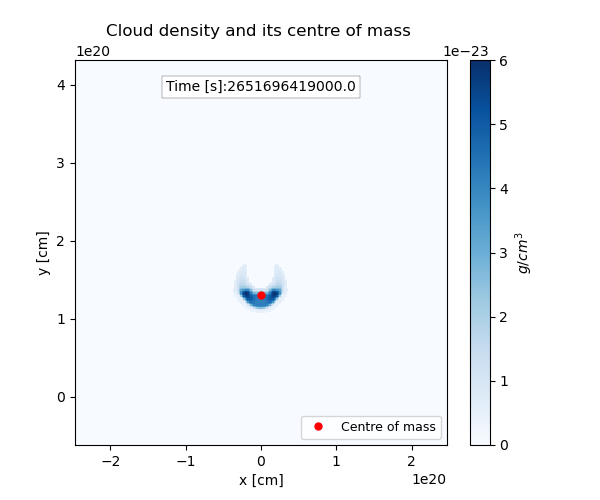 Cloud density and its centre of mass
1e20
1e−23
Time [s]:2651696419000.0
4
3
2
1
0
y [cm]
−2
−1
0
1
2
x [cm]
1e20
Centre of mass
6
5
4
3
2
1
0
g/cm³